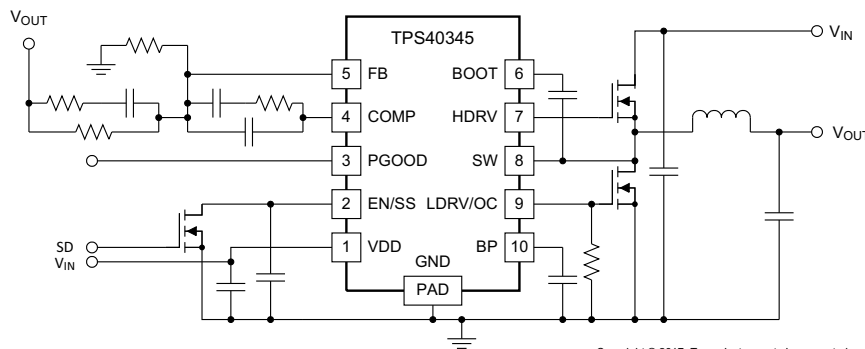 VOUT
TPS40345
VIN
5 FB BOOT 6
4 COMP HDRV 7
3 PGOOD SW 8
VOUT
2 EN/SS LDRV/OC 9
SD
VIN
1 VDD BP 10
GND
PAD